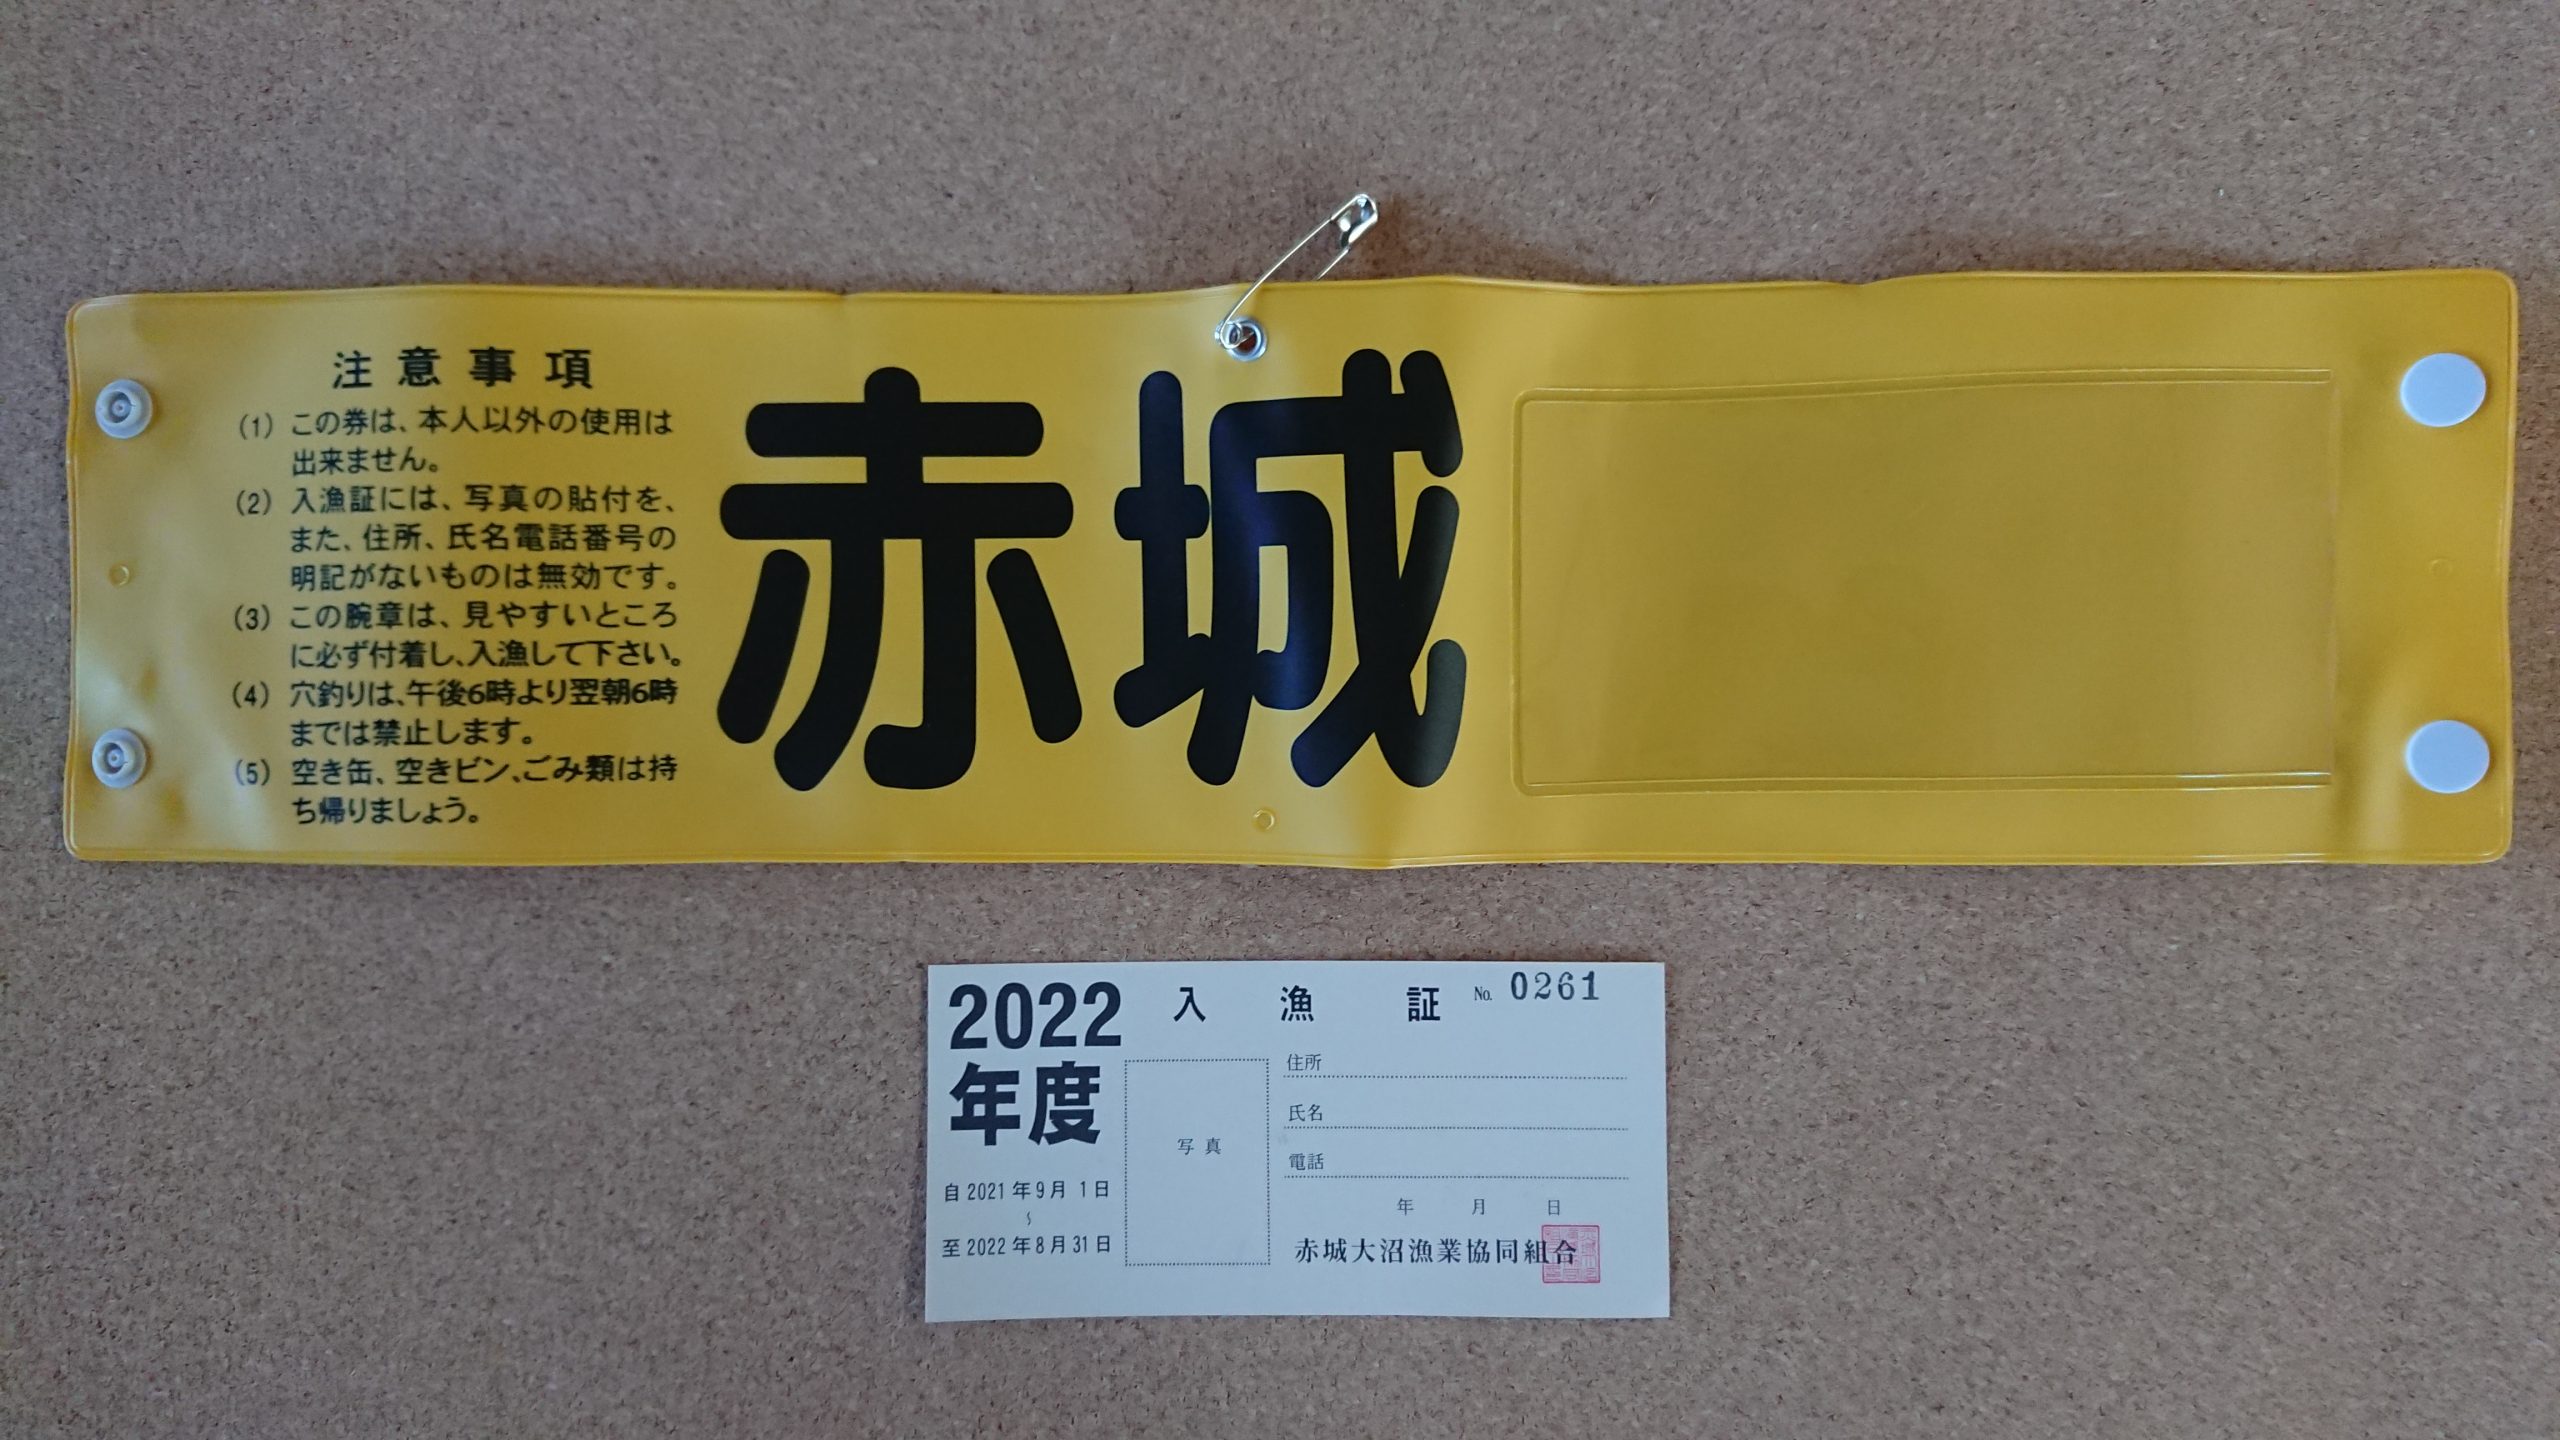 注意事項
(1) この券は、本人以外の使用は
出来ません。
(2) 入漁証には、写真の貼付を、
また、住所、氏名電話番号の
明記がないものは無効です。
(3) この腕章は、見やすいところ
に必ず付着し、入漁して下さい。
(4) 穴釣りは、午後6時より翌朝6時
までは禁止します。
(5) 空き缶、空きビン、ごみ類は持
ち帰りましょう。
赤城
2022
年度
自 2021 年 9 月 1 日
~
至 2022 年 8 月 31 日
入漁証 No. 0261
写真
住所
氏名
電話
年 月 日
赤城大沼漁業協同組合